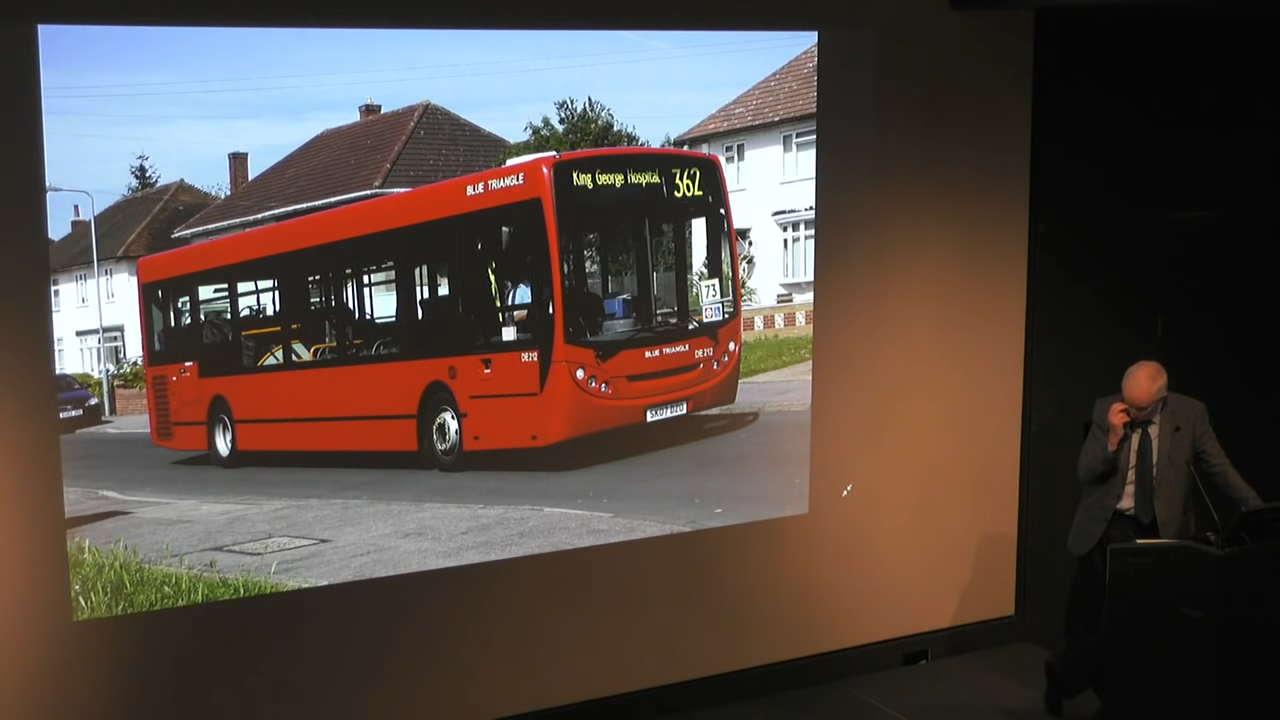 BLUE TRIANGLE
King George Hospital
362
73
BLUE TRIANGLE
DE212
DE212
SK07 DZO